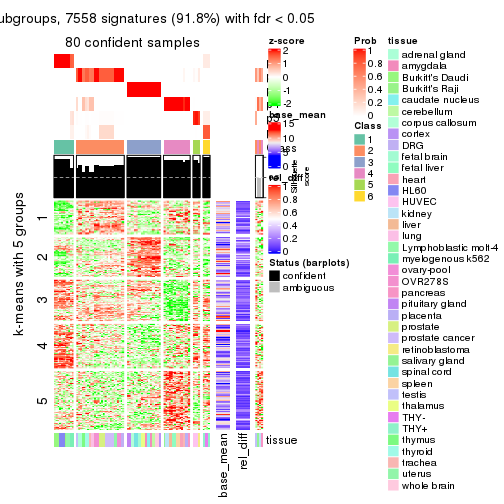 ubgroups, 7558 signatures (91.8%) with fdr < 0.05
80 confident samples
k-means with 5 groups
1
2
3
4
5
base_mean
rel_diff
tissue
z-score
2
1
0
-1
-2
base_mean
15
10
5
0
rel_diff
1
0.8
0.6
0.4
0.2
0
Silhouette
score
Status (barplots)
confident
ambiguous
Prob
1
0.8
0.6
0.4
0.2
0
Class
1
2
3
4
5
6
tissue
adrenal gland
amygdala
Burkitt's Daudi
Burkitt's Raji
caudate nucleus
cerebellum
corpus callosum
cortex
DRG
fetal brain
fetal liver
heart
HL60
HUVEC
kidney
liver
lung
Lymphoblastic molt-4
myelogenous k562
ovary-pool
OVR278S
pancreas
pituitary gland
placenta
prostate
prostate cancer
retinoblastoma
salivary gland
spinal cord
spleen
testis
thalamus
THY-
THY+
thymus
thyroid
trachea
uterus
whole brain